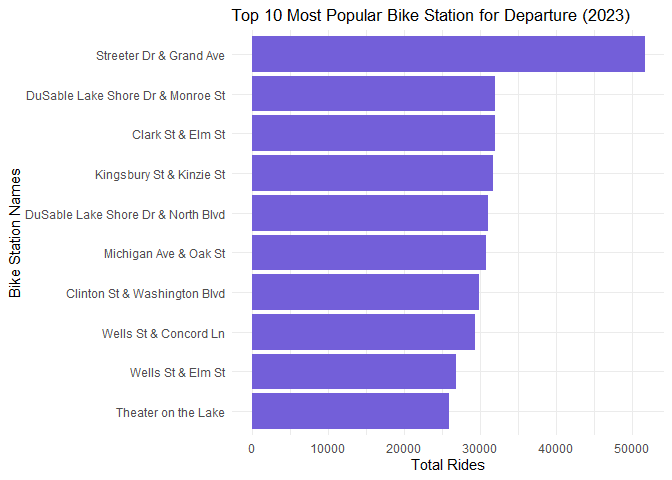 Top 10 Most Popular Bike Station for Departure (2023)
Bike Station Names
Streeter Dr & Grand Ave
DuSable Lake Shore Dr & Monroe St
Clark St & Elm St
Kingsbury St & Kinzie St
DuSable Lake Shore Dr & North Blvd
Michigan Ave & Oak St
Clinton St & Washington Blvd
Wells St & Concord Ln
Wells St & Elm St
Theater on the Lake
0 10000 20000 30000 40000 50000
Total Rides